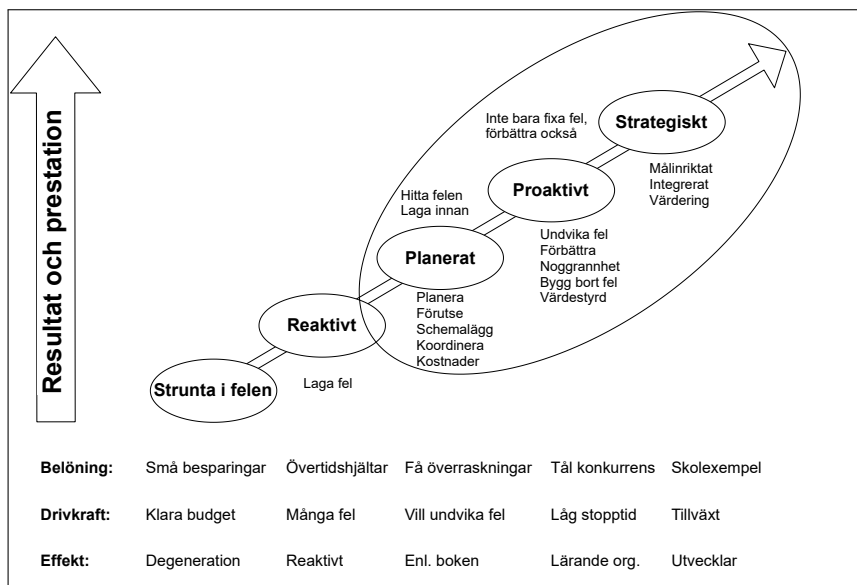 Resultat och prestation
Inte bara fixa fel,
förbättra också
Strategiskt
Målinriktat
Integrerat
Värdering
Hitta felen
Laga innan
Proaktivt
Undvika fel
Förbättra
Noggrannhet
Bygg bort fel
Värdestyrd
Planerat
Planera
Förutse
Schemalägg
Koordinera
Kostnader
Reaktivt
Laga fel
Strunta i felen
Belöning: Små besparingar Övertidshjältar Få överraskningar Tål konkurrens Skolexempel
Drivkraft: Klara budget Många fel Vill undvika fel Låg stopptid Tillväxt
Effekt: Degeneration Reaktivt Enl. boken Lärande org. Utvecklar